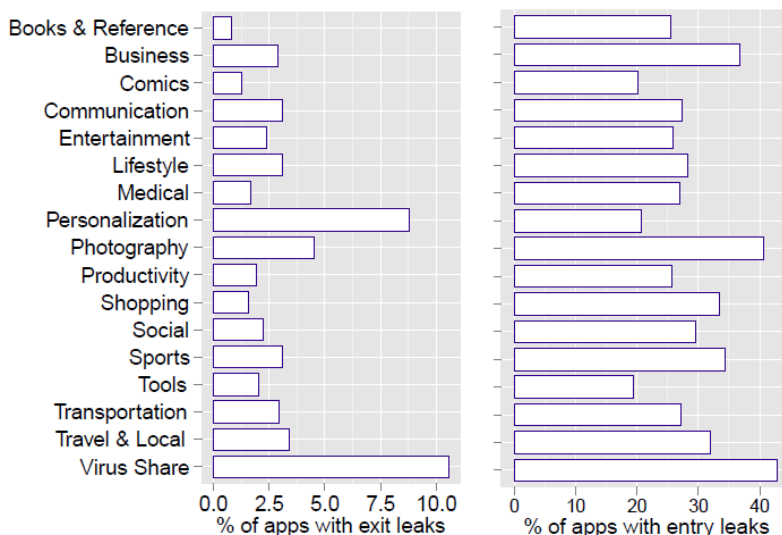 Books & Reference
Business
Comics
Communication
Entertainment
Lifestyle
Medical
Personalization
Photography
Productivity
Shopping
Social
Sports
Tools
Transportation
Travel & Local
Virus Share
0.0 2.5 5.0 7.5 10.0
% of apps with exit leaks
0 10 20 30 40
% of apps with entry leaks